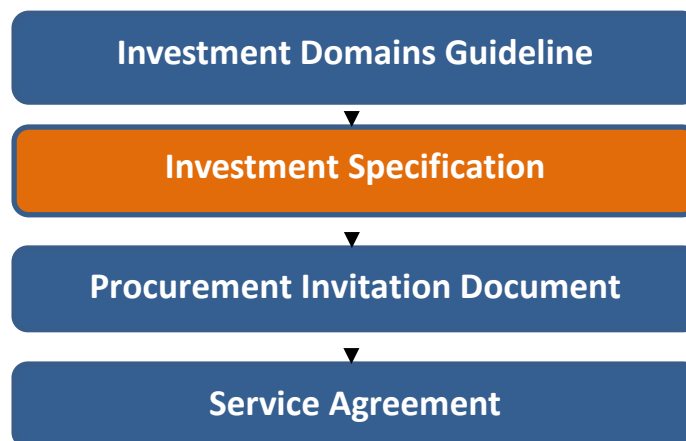 Investment Domains Guideline
Investment Specification
Procurement Invitation Document
Service Agreement